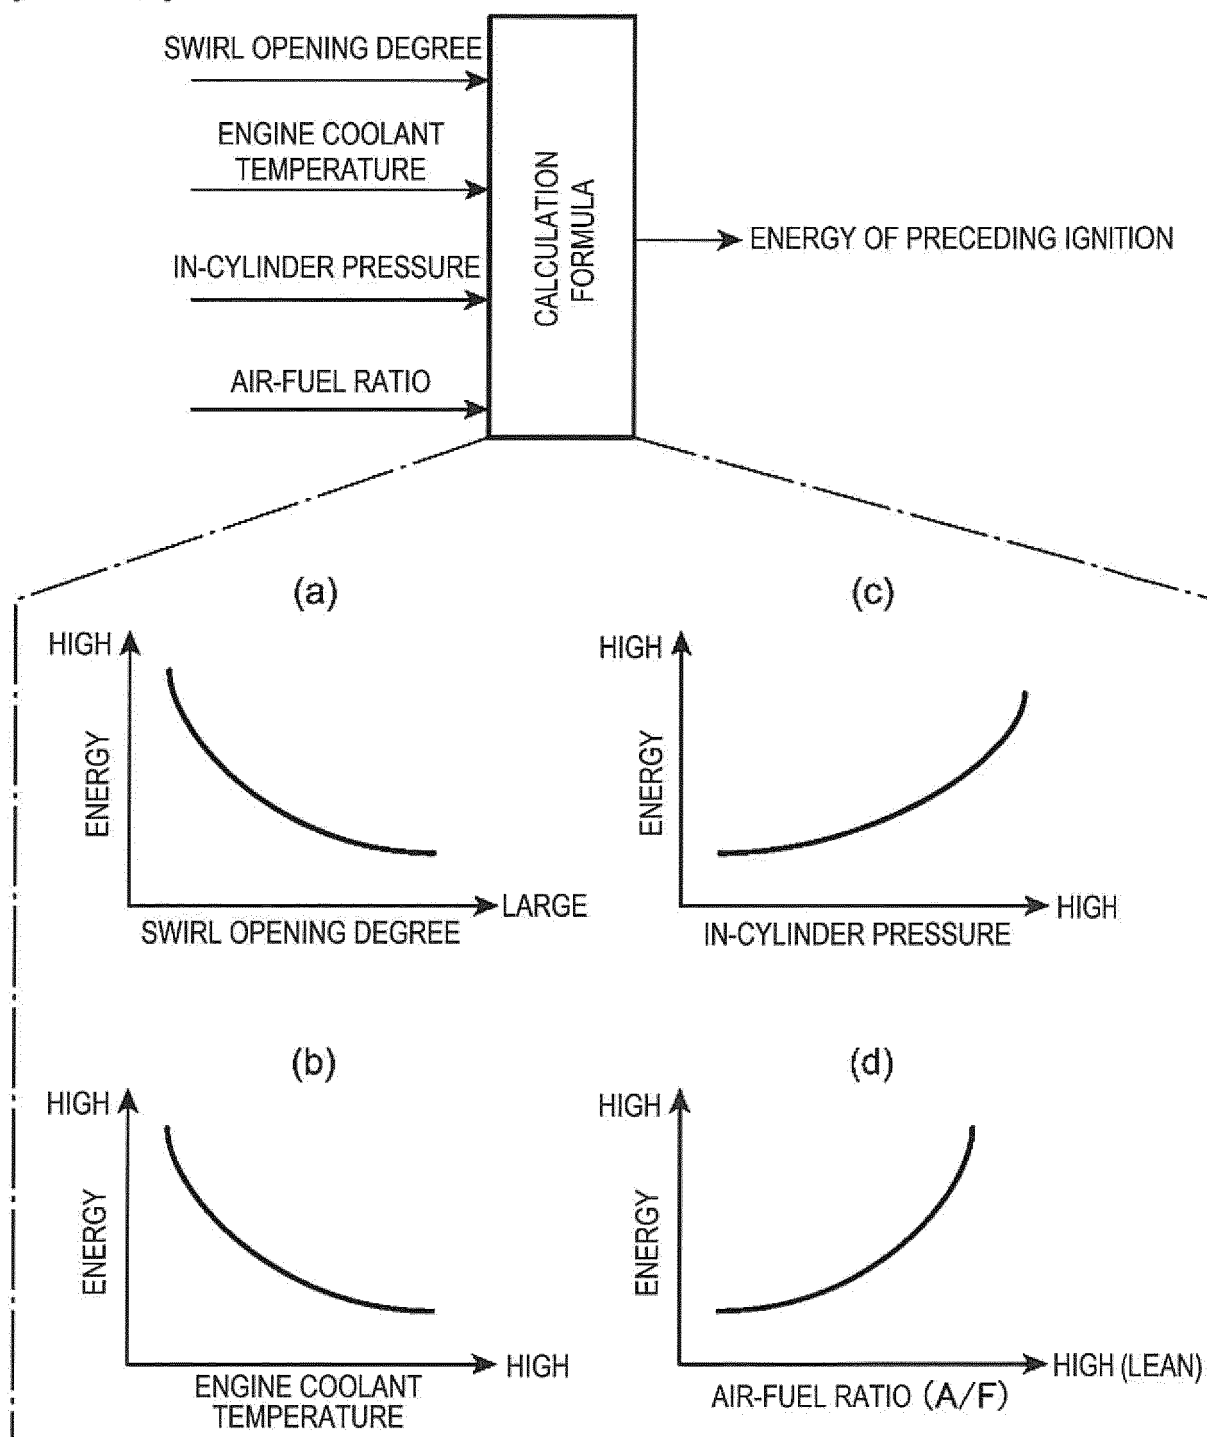 SWIRL OPENING DEGREE
ENGINE COOLANT
TEMPERATURE
IN-CYLINDER PRESSURE
AIR-FUEL RATIO
CALCULATION
FORMULA
ENERGY OF PRECEDING IGNITION
(a)
HIGH
ENERGY
LARGE
SWIRL OPENING DEGREE
(c)
HIGH
ENERGY
HIGH
IN-CYLINDER PRESSURE
(b)
HIGH
ENERGY
HIGH
ENGINE COOLANT
TEMPERATURE
(d)
HIGH
ENERGY
HIGH (LEAN)
AIR-FUEL RATIO (A/F)